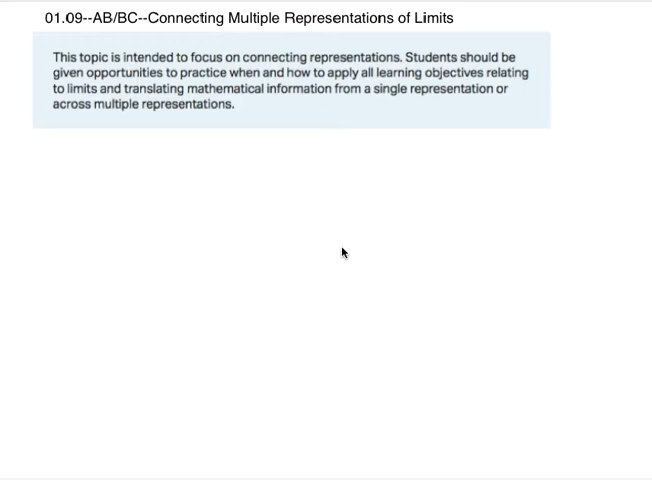 01.09--AB/BC--Connecting Multiple Representations of Limits
This topic is intended to focus on connecting representations. Students should be
given opportunities to practice when and how to apply all learning objectives relating
to limits and translating mathematical information from a single representation or
across multiple representations.